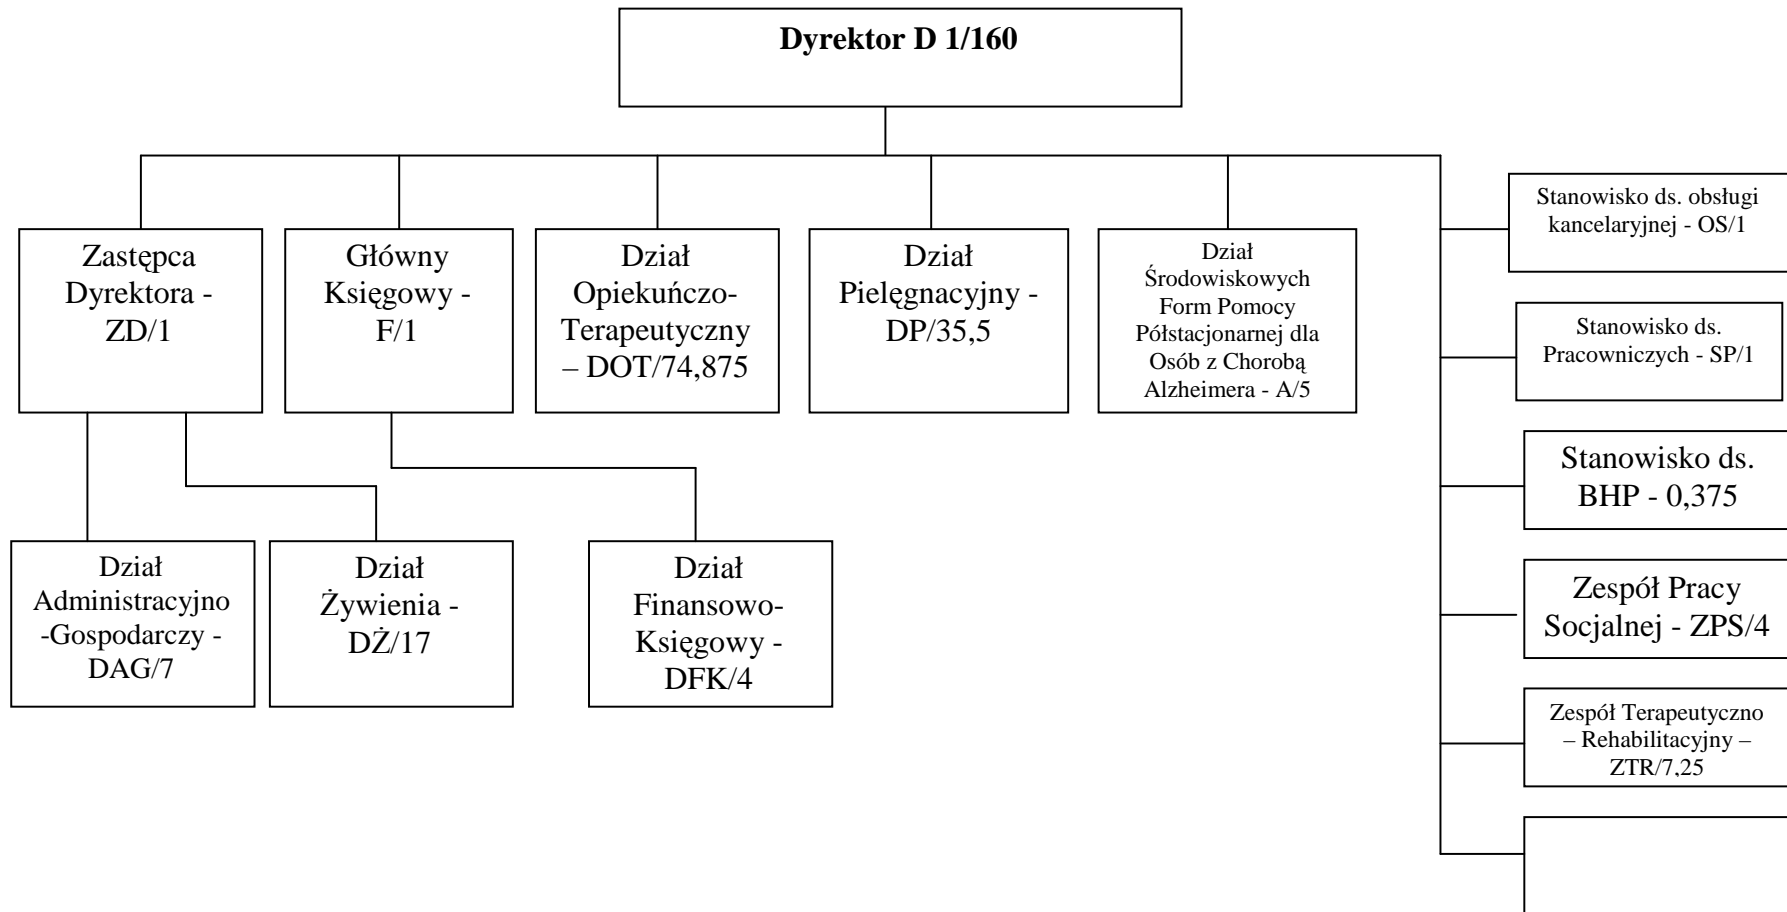 Dyrektor D 1/160
Stanowisko ds. obsługi
kancelaryjnej - OS/1
Zastępca
Dyrektora -
ZD/1
Główny
Księgowy -
F/1
Dział
Opiekuńczo-
Terapeutyczny
– DOT/74,875
Dział
Pielęgnacyjny -
DP/35,5
Dział
Środowiskowych
Form Pomocy
Półstacjonarnej dla
Osób z Chorobą
Alzheimera - A/5
Stanowisko ds.
Pracowniczych - SP/1
Stanowisko ds.
BHP - 0,375
Dział
Administracyjno
-Gospodarczy -
DAG/7
Dział
Żywienia -
DŻ/17
Dział
Finansowo-
Księgowy -
DFK/4
Zespół Pracy
Socjalnej - ZPS/4
Zespół Terapeutyczno
– Rehabilitacyjny –
ZTR/7,25